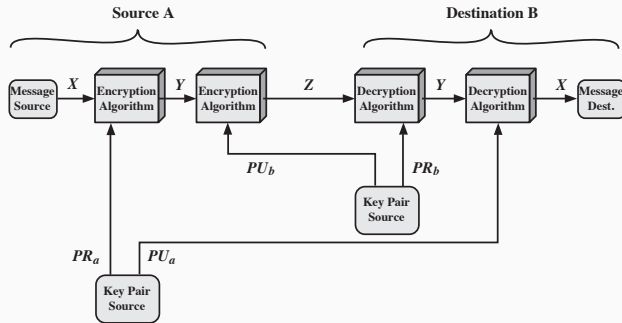 Source A
Destination B
Message
Source
X
Encryption
Algorithm
Y
Encryption
Algorithm
Z
Decryption
Algorithm
Y
Decryption
Algorithm
X
Message
Dest.
PUb
PRb
Key Pair
Source
PRa
PUa
Key Pair
Source